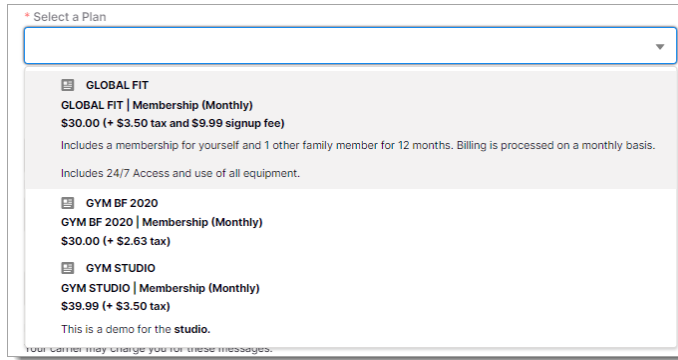 * Select a Plan
GLOBAL FIT
GLOBAL FIT | Membership (Monthly)
$30.00 (+ $3.50 tax and $9.99 signup fee)
Includes a membership for yourself and 1 other family member for 12 months. Billing is processed on a monthly basis.
Includes 24/7 Access and use of all equipment.
GYM BF 2020
GYM BF 2020 | Membership (Monthly)
$30.00 (+ $2.63 tax)
GYM STUDIO
GYM STUDIO | Membership (Monthly)
$39.99 (+ $3.50 tax)
This is a demo for the studio.
Your carrier may charge you for these messages.